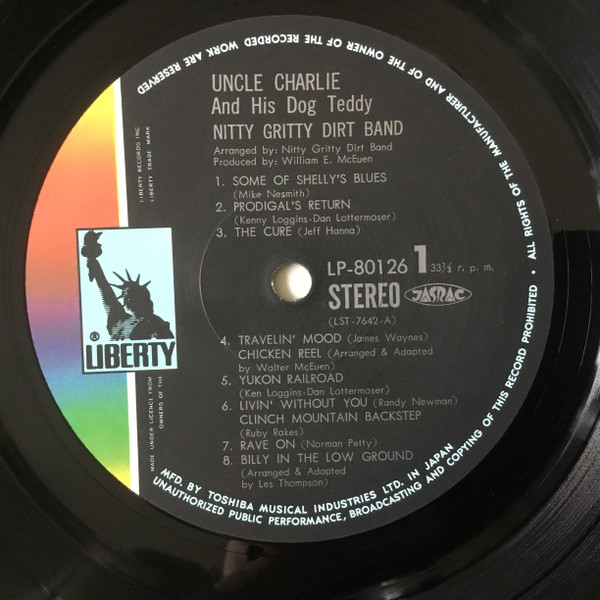 UNCLE CHARLIE
And His Dog Teddy
NITTY GRITTY DIRT BAND
Arranged by: Nitty Gritty Dirt Band
Produced by: William E. McEuen
1. SOME OF SHELLY'S BLUES
(Mike Nesmith)
2. PRODIGAL'S RETURN
(Kenny Loggins-Dan Lottermoser)
3. THE CURE (Jeff Hanna)
LP-80126 1 33⅓ r. p. m.
STEREO JASRAC
(LST-7642-A)
4. TRAVELIN' MOOD (James Waynes)
CHICKEN REEL (Arranged & Adapted
by Walter McEuen)
5. YUKON RAILROAD
(Ken Loggins-Dan Lottermoser)
6. LIVIN' WITHOUT YOU (Randy Newman)
CLINCH MOUNTAIN BACKSTEP
(Ruby Rakes)
7. RAVE ON (Norman Petty)
8. BILLY IN THE LOW GROUND
(Arranged & Adapted
by Les Thompson)
LIBERTY
LIBERTY RECORDS INC.
LIBERTY TRADE MARK
MADE UNDER LICENCE FROM
OWNERS OF THE
MFD. BY TOSHIBA MUSICAL INDUSTRIES LTD. IN JAPAN
UNAUTHORIZED PUBLIC PERFORMANCE, BROADCASTING AND COPYING OF THIS RECORD PROHIBITED • ALL RIGHTS OF THE MANUFACTURER AND OF THE OWNER OF THE RECORDED WORK ARE RESERVED